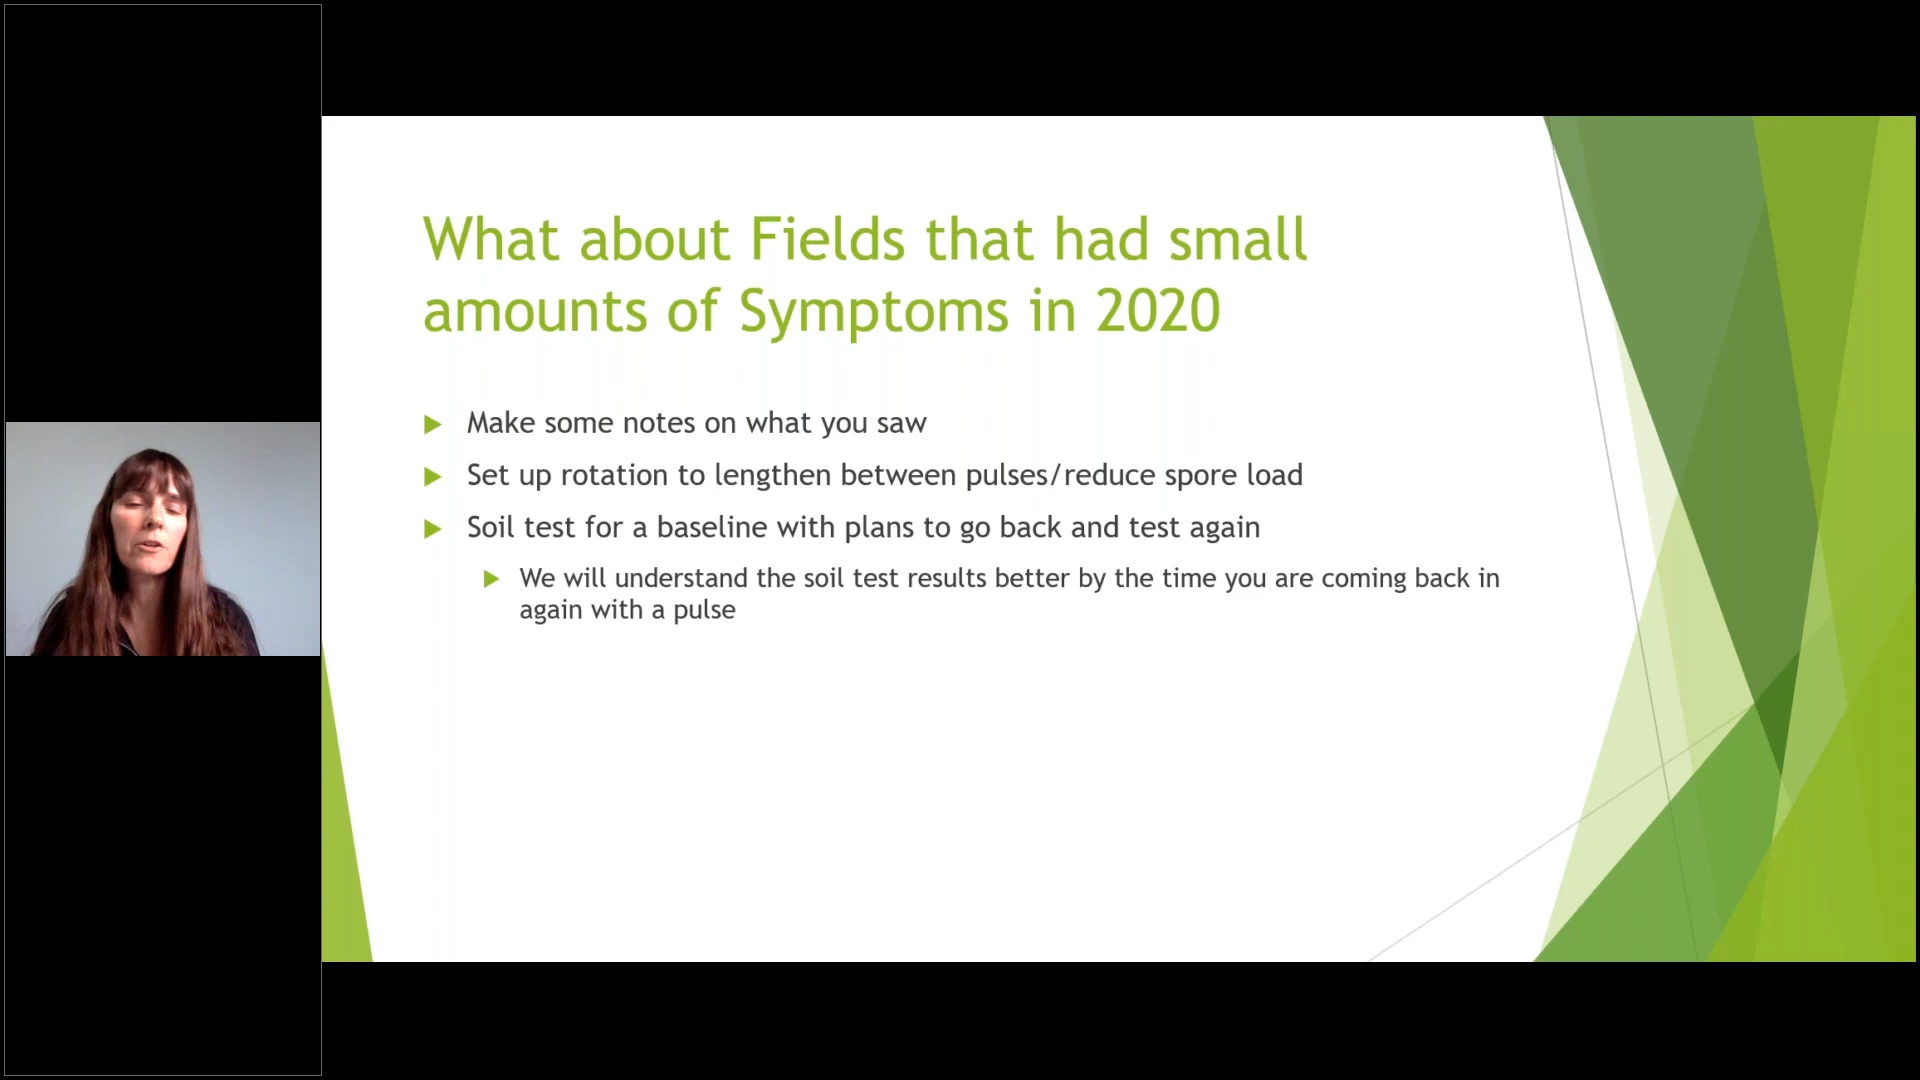 What about Fields that had small
amounts of Symptoms in 2020
Make some notes on what you saw
Set up rotation to lengthen between pulses/reduce spore load
Soil test for a baseline with plans to go back and test again
We will understand the soil test results better by the time you are coming back in
again with a pulse